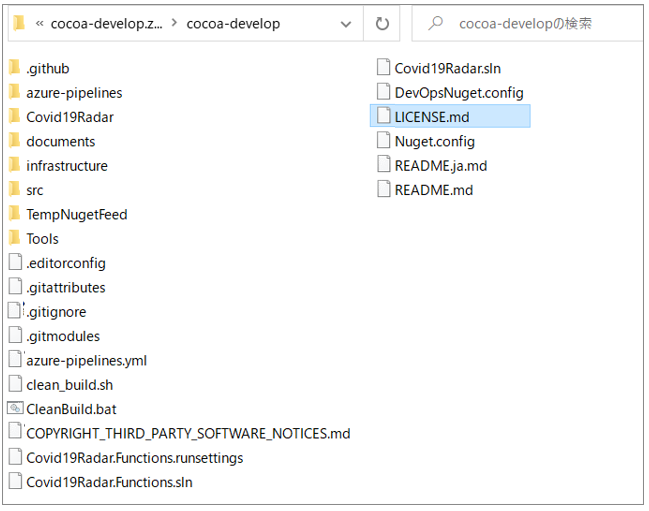 « cocoa-develop.z... > cocoa-develop
cocoa-developの検索
.github
azure-pipelines
Covid19Radar
documents
infrastructure
src
TempNugetFeed
Tools
.editorconfig
.gitattributes
.gitignore
.gitmodules
azure-pipelines.yml
clean_build.sh
CleanBuild.bat
COPYRIGHT_THIRD_PARTY_SOFTWARE_NOTICES.md
Covid19Radar.Functions.runsettings
Covid19Radar.Functions.sln
Covid19Radar.sln
DevOpsNuget.config
LICENSE.md
Nuget.config
README.ja.md
README.md